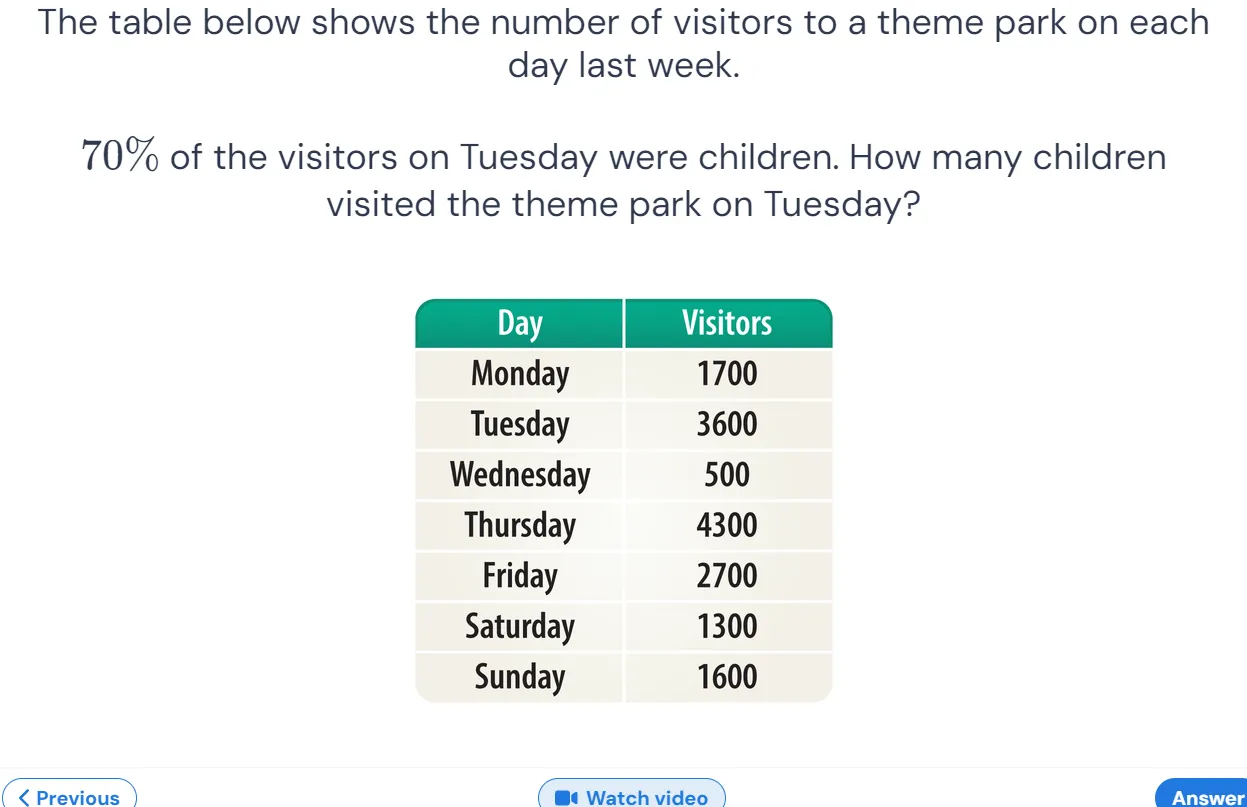 The table below shows the number of visitors to a theme park on each
day last week.
70% of the visitors on Tuesday were children. How many children
visited the theme park on Tuesday?
Day Visitors
Monday 1700
Tuesday 3600
Wednesday 500
Thursday 4300
Friday 2700
Saturday 1300
Sunday 1600
< Previous Watch video Answer